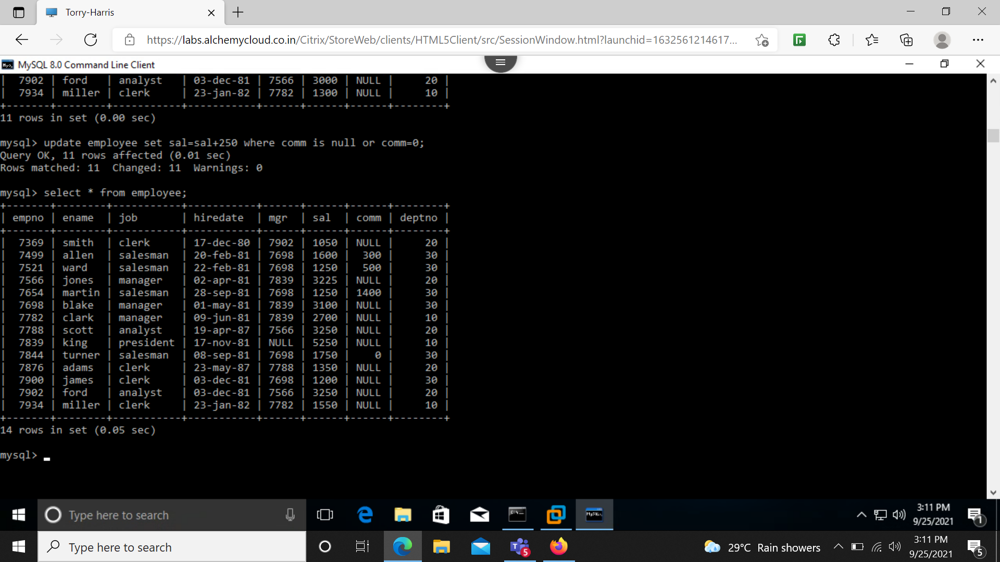 Torry-Harris
https://labs.alchemycloud.co.in/Citrix/StoreWeb/clients/HTML5Client/src/SessionWindow.html?launchid=1632561214617...
MySQL 8.0 Command Line Client
| 7902 | ford | analyst | 03-dec-81 | 7566 | 3000 | NULL | 20 |
| 7934 | miller | clerk | 23-jan-82 | 7782 | 1300 | NULL | 10 |
+-------+--------+-----------+-----------+------+------+------+--------+
11 rows in set (0.00 sec)
mysql> update employee set sal=sal+250 where comm is null or comm=0;
Query OK, 11 rows affected (0.01 sec)
Rows matched: 11  Changed: 11  Warnings: 0
mysql> select * from employee;
+-------+--------+-----------+-----------+------+------+------+--------+
| empno | ename | job | hiredate | mgr | sal | comm | deptno |
+-------+--------+-----------+-----------+------+------+------+--------+
| 7369 | smith | clerk | 17-dec-80 | 7902 | 1050 | NULL | 20 |
| 7499 | allen | salesman | 20-feb-81 | 7698 | 1600 | 300 | 30 |
| 7521 | ward | salesman | 22-feb-81 | 7698 | 1250 | 500 | 30 |
| 7566 | jones | manager | 02-apr-81 | 7839 | 3225 | NULL | 20 |
| 7654 | martin | salesman | 28-sep-81 | 7698 | 1250 | 1400 | 30 |
| 7698 | blake | manager | 01-may-81 | 7839 | 3100 | NULL | 30 |
| 7782 | clark | manager | 09-jun-81 | 7839 | 2700 | NULL | 10 |
| 7788 | scott | analyst | 19-apr-87 | 7566 | 3250 | NULL | 20 |
| 7839 | king | president | 17-nov-81 | NULL | 5250 | NULL | 10 |
| 7844 | turner | salesman | 08-sep-81 | 7698 | 1750 | 0 | 30 |
| 7876 | adams | clerk | 23-may-87 | 7788 | 1350 | NULL | 20 |
| 7900 | james | clerk | 03-dec-81 | 7698 | 1200 | NULL | 30 |
| 7902 | ford | analyst | 03-dec-81 | 7566 | 3250 | NULL | 20 |
| 7934 | miller | clerk | 23-jan-82 | 7782 | 1550 | NULL | 10 |
+-------+--------+-----------+-----------+------+------+------+--------+
14 rows in set (0.05 sec)
mysql> _
Type here to search
3:11 PM
9/25/2021
1
Type here to search
5
29°C Rain showers
3:11 PM
9/25/2021
5